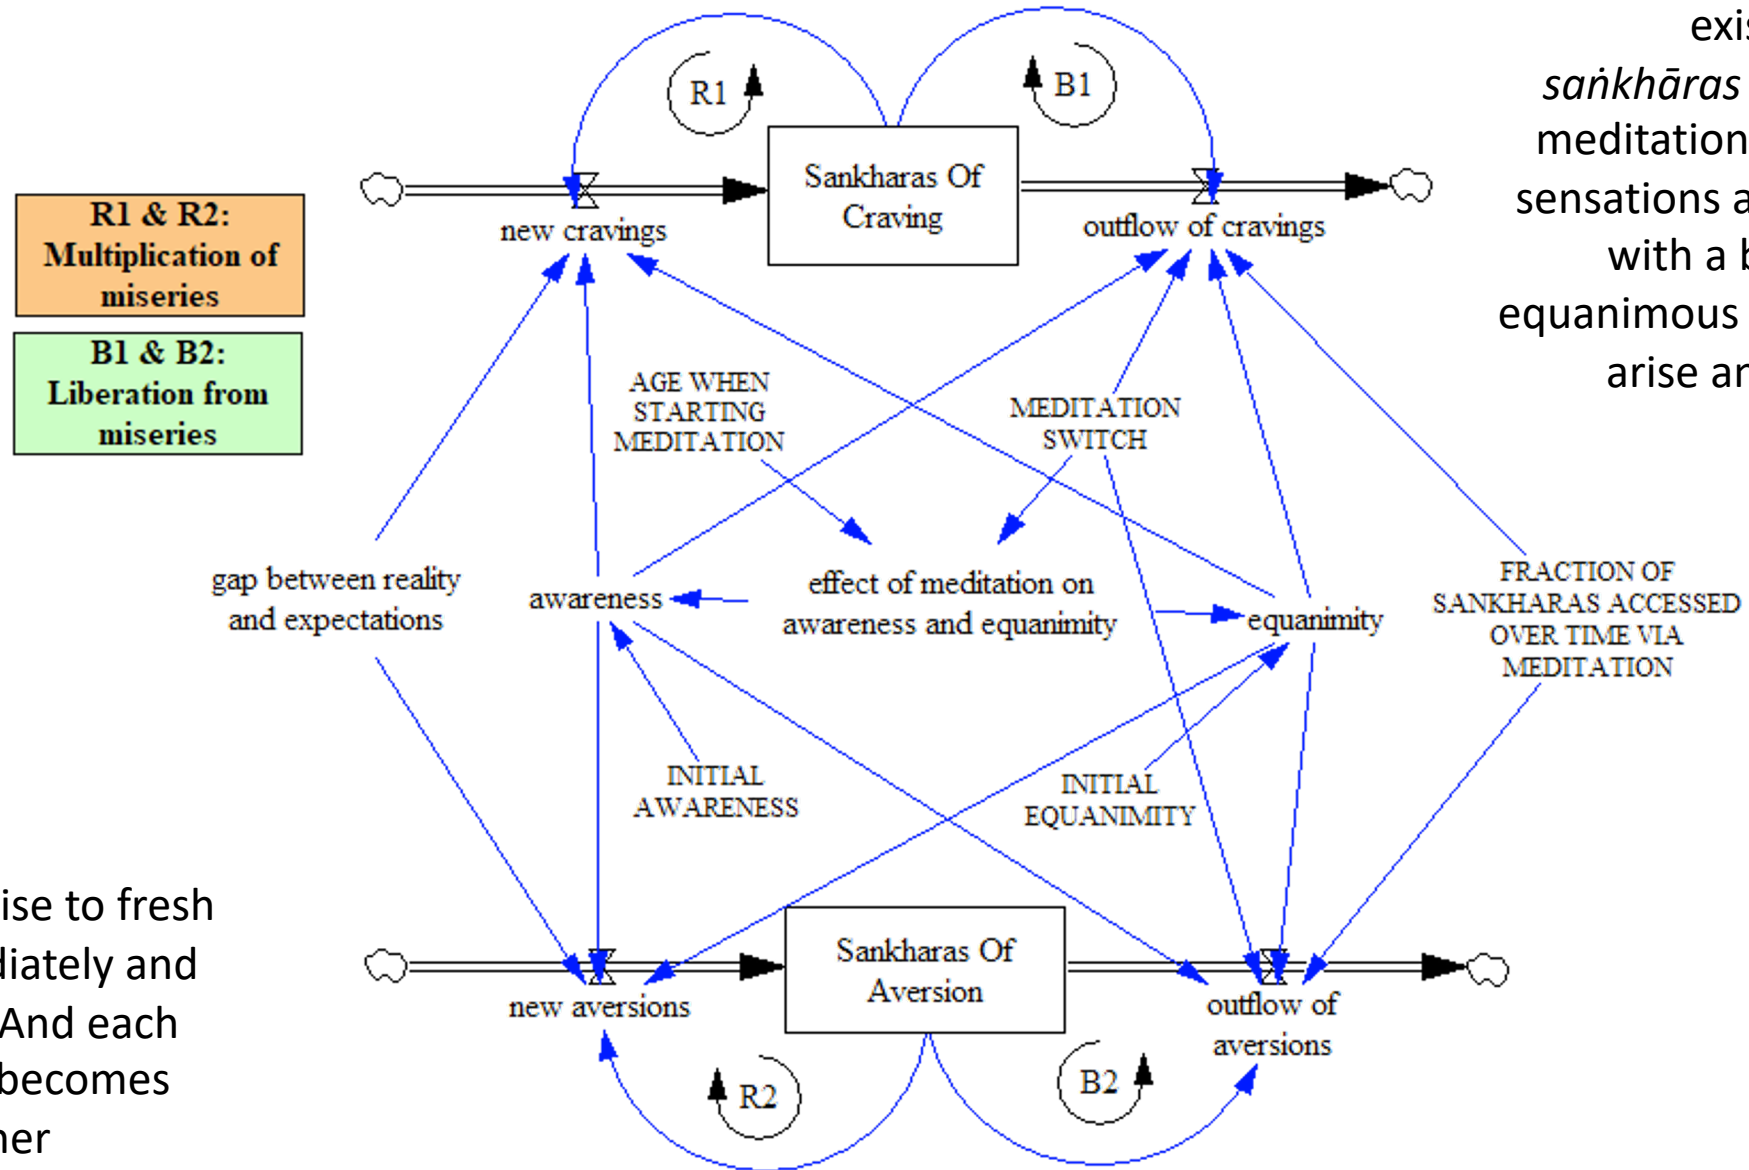 exis
saṅkhāras
meditation
sensations a
with a b
equanimous
arise an
R1
B1
Sankharas Of
Craving
new cravings
outflow of cravings
R1 & R2:
Multiplication of
miseries
B1 & B2:
Liberation from
miseries
AGE WHEN
STARTING
MEDITATION
MEDITATION
SWITCH
gap between reality
and expectations
awareness
effect of meditation on
awareness and equanimity
equanimity
FRACTION OF
SANKHARAS ACCESSED
OVER TIME VIA
MEDITATION
INITIAL
AWARENESS
INITIAL
EQUANIMITY
ise to fresh
diately and
And each
becomes
ner
Sankharas Of
Aversion
new aversions
outflow of
aversions
R2
B2